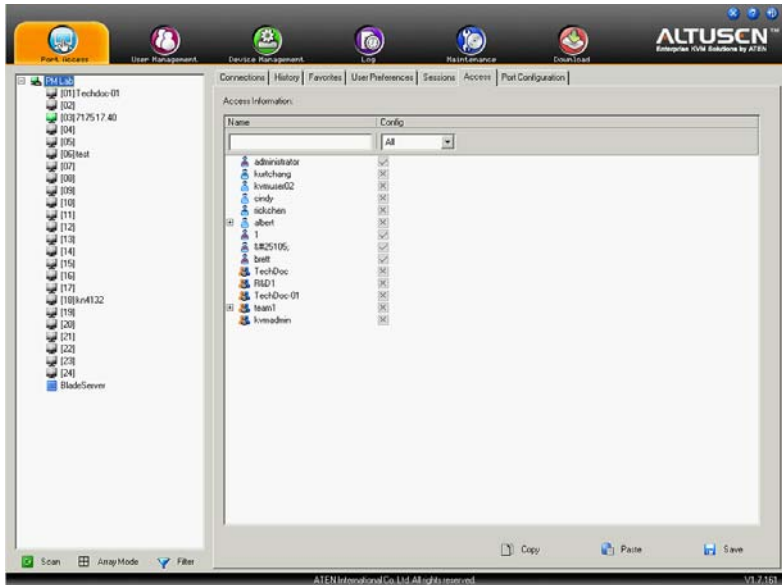 ALTUSEN™
Enterprise KVM Solutions by ATEN
Port Access
User Management
Device Management
Log
Maintenance
Download
Connections
History
Favorites
User Preferences
Sessions
Access
Port Configuration
PM Lab
[01]Techdoc-01
[02]
[03]717517.40
[04]
[05]
[06]test
[07]
[08]
[09]
[10]
[11]
[12]
[13]
[14]
[15]
[16]
[17]
[18]kn4132
[19]
[20]
[21]
[22]
[23]
[24]
BladeServer
Access Information:
Name Config
All
administrator
kurtchang
kvmuser02
cindy
rickchen
albert
1
&#25105;
brett
TechDoc
R&D1
TechDoc-01
team1
kvmadmin
Copy
Paste
Save
Scan
Array Mode
Filter
ATEN International Co. Ltd. All rights reserved.
V1.7.161